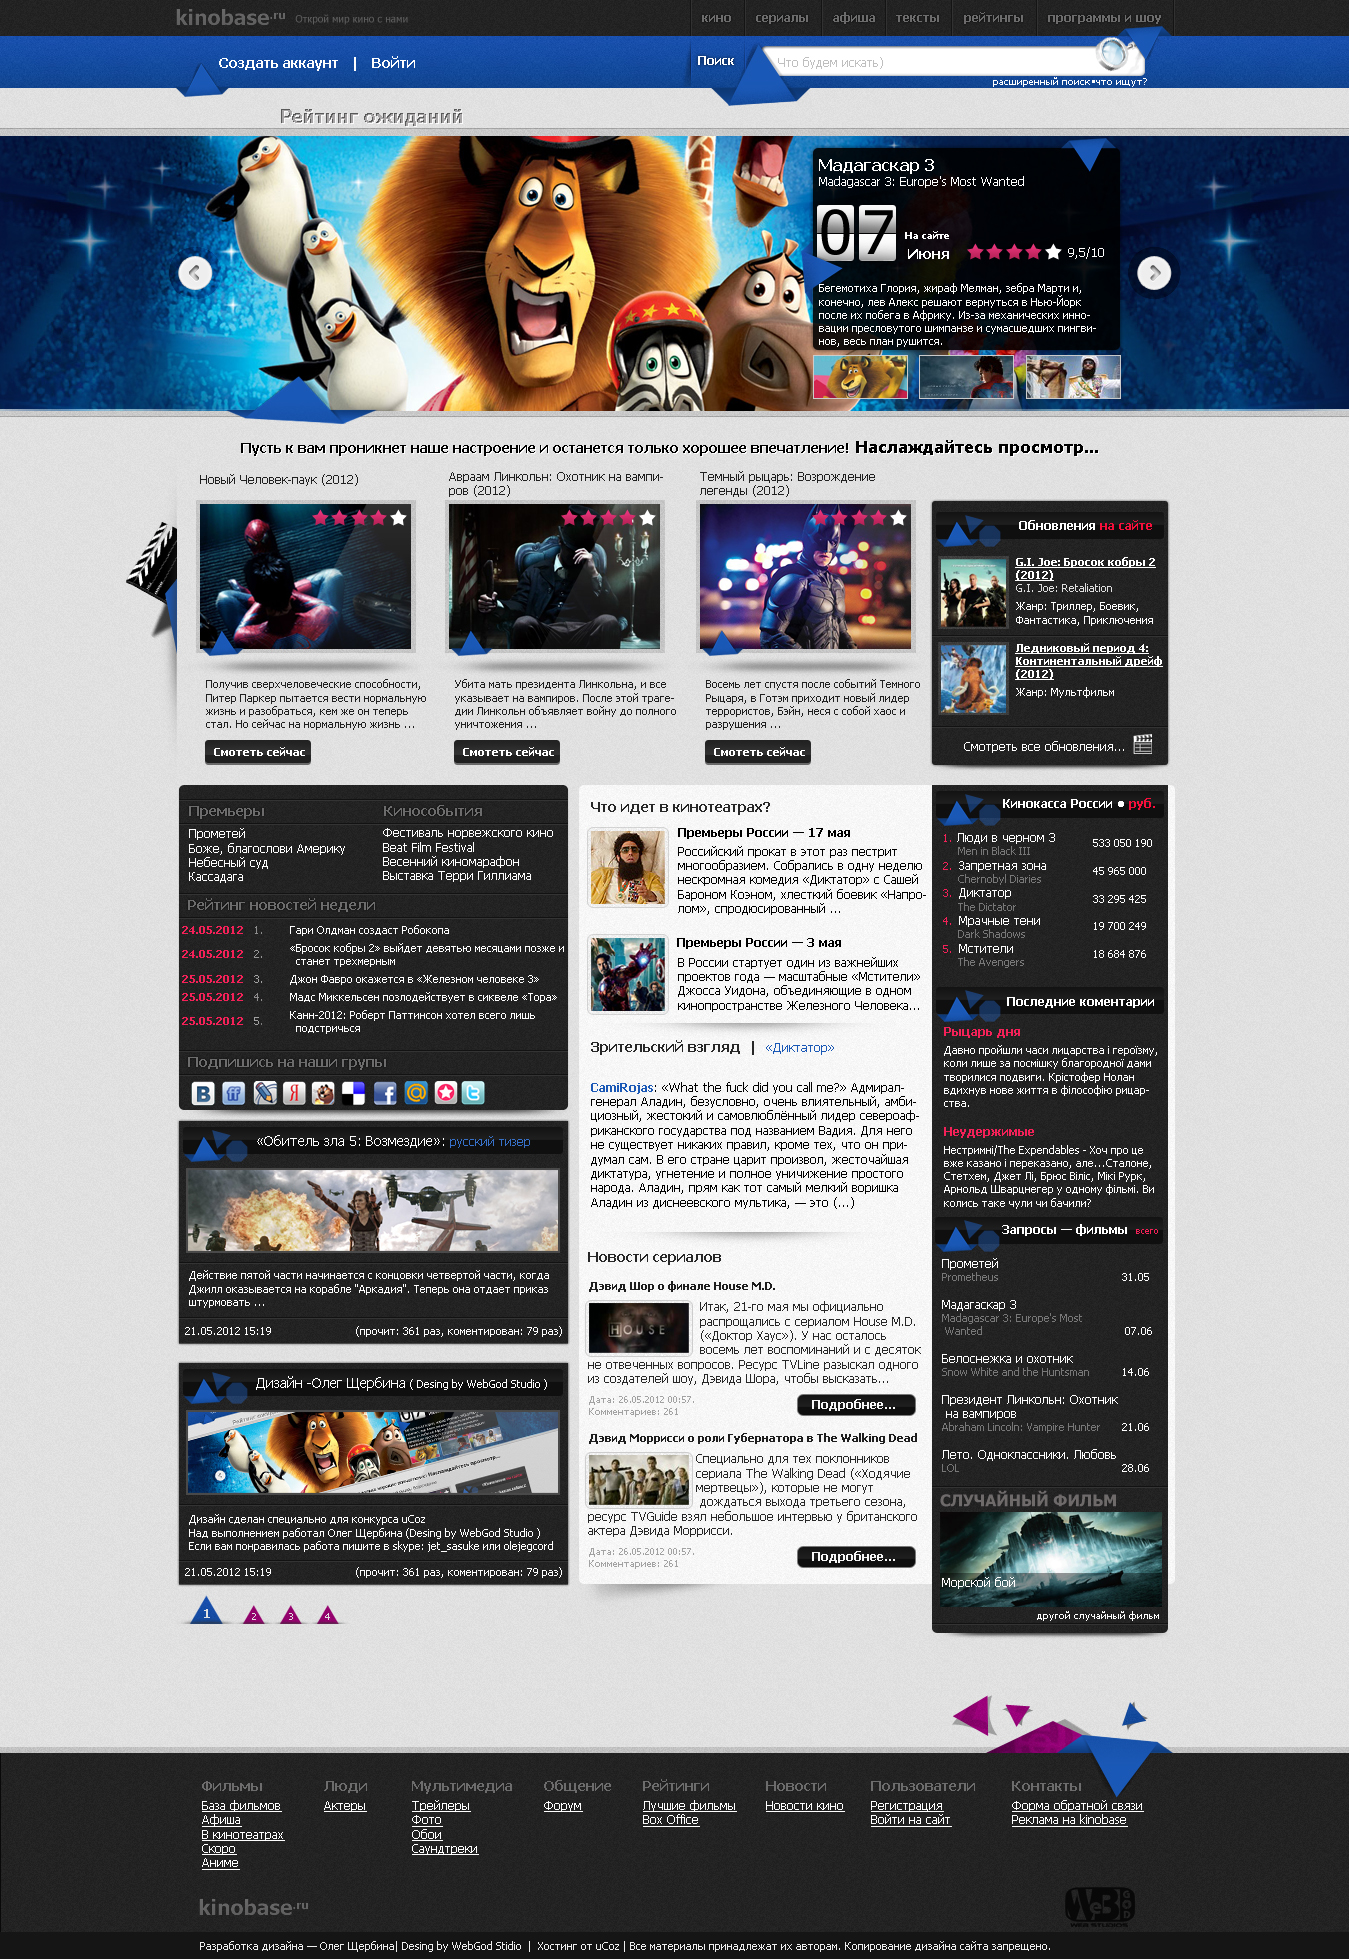 kinobase.ru Открой мир кино с нами
кино сериалы афиша тексты рейтинги программы и шоу
Создать аккаунт | Войти
Поиск
Что будем искать)
расширенный поиск•что ищут?
Рейтинг ожиданий
Мадагаскар 3
Madagascar 3: Europe's Most Wanted
07
На сайте
Июня
9,5/10
Бегемотиха Глория, жираф Мелман, зебра Марти и,
конечно, лев Алекс решают вернуться в Нью-Йорк
после их побега в Африку. Из-за механических инно-
вации пресловутого шимпанзе и сумасшедших пингви-
нов, весь план рушится.
Пусть к вам проникнет наше настроение и останется только хорошее впечатление! Наслаждайтесь просмотр...
Новый Человек-паук (2012)
Получив сверхчеловеческие способности,
Питер Паркер пытается вести нормальную
жизнь и разобраться, кем же он теперь
стал. Но сейчас на нормальную жизнь ...
Смотеть сейчас
Авраам Линкольн: Охотник на вампи-
ров (2012)
Убита мать президента Линкольна, и все
указывает на вампиров. После этой траге-
дии Линкольн объявляет войну до полного
уничтожения ...
Смотеть сейчас
Темный рыцарь: Возрождение
легенды (2012)
Восемь лет спустя после событий Темного
Рыцаря, в Готэм приходит новый лидер
террористов, Бэйн, неся с собой хаос и
разрушения ...
Смотеть сейчас
Обновления на сайте
G.I. Joe: Бросок кобры 2
(2012)
G.I. Joe: Retaliation
Жанр: Триллер, Боевик,
Фантастика, Приключения
Ледниковый период 4:
Континентальный дрейф
(2012)
Жанр: Мультфильм
Смотреть все обновления...
Премьеры
Прометей
Боже, благослови Америку
Небесный суд
Кассадага
Кинособытия
Фестиваль норвежского кино
Beat Film Festival
Весенний киномарафон
Выставка Терри Гиллиама
Рейтинг новостей недели
24.05.2012 1. Гари Олдман создаст Робокопа
24.05.2012 2. «Бросок кобры 2» выйдет девятью месяцами позже и
станет трехмерным
25.05.2012 3. Джон Фавро окажется в «Железном человеке 3»
25.05.2012 4. Мадс Миккельсен позлодействует в сиквеле «Тора»
25.05.2012 5. Канн-2012: Роберт Паттинсон хотел всего лишь
подстричься
Подпишись на наши групы
«Обитель зла 5: Возмездие»: русский тизер
Действие пятой части начинается с концовки четвертой части, когда
Джилл оказывается на корабле "Аркадия". Теперь она отдает приказ
штурмовать ...
21.05.2012 15:19 (прочит: 361 раз, коментирован: 79 раз)
Дизайн -Олег Щербина ( Desing by WebGod Studio )
Дизайн сделан специально для конкурса uCoz
Над выполнением работал Олег Щербина (Desing by WebGod Studio )
Если вам понравилась работа пишите в skype: jet_sasuke или olejegcord
21.05.2012 15:19 (прочит: 361 раз, коментирован: 79 раз)
1 2 3 4
Что идет в кинотеатрах?
Премьеры России — 17 мая
Российский прокат в этот раз пестрит
многообразием. Собрались в одну неделю
нескромная комедия «Диктатор» с Сашей
Бароном Коэном, хлесткий боевик «Напро-
лом», спродюсированный ...
Премьеры России — 3 мая
В России стартует один из важнейших
проектов года — масштабные «Мстители»
Джосса Уидона, объединяющие в одном
кинопространстве Железного Человека...
Зрительский взгляд | «Диктатор»
CamiRojas: «What the fuck did you call me?» Адмирал-
генерал Аладин, безусловно, очень влиятельный, амби-
циозный, жестокий и самовлюблённый лидер североаф-
риканского государства под названием Вадия. Для него
не существует никаких правил, кроме тех, что он при-
думал сам. В его стране царит произвол, жесточайшая
диктатура, угнетение и полное уничижение простого
народа. Аладин, прям как тот самый мелкий воришка
Аладин из диснеевского мультика, — это (...)
Новости сериалов
Дэвид Шор о финале House M.D.
HOUSE
Итак, 21-го мая мы официально
распрощались с сериалом House M.D.
(«Доктор Хаус»). У нас осталось
восемь лет воспоминаний и с десяток
не отвеченных вопросов. Ресурс TVLine разыскал одного
из создателей шоу, Дэвида Шора, чтобы высказать...
Дата: 26.05.2012 00:57.
Комментариев: 261
Подробнее...
Дэвид Моррисси о роли Губернатора в The Walking Dead
Специально для тех поклонников
сериала The Walking Dead («Ходячие
мертвецы»), которые не могут
дождаться выхода третьего сезона,
ресурс TVGuide взял небольшое интервью у британского
актера Дэвида Моррисси.
Дата: 26.05.2012 00:57.
Комментариев: 261
Подробнее...
Кинокасса России ● руб.
1. Люди в черном 3
Men in Black III
533 050 190
2. Запретная зона
Chernobyl Diaries
45 965 000
3. Диктатор
The Dictator
33 295 425
4. Мрачные тени
Dark Shadows
19 700 249
5. Мстители
The Avengers
18 684 876
Последние коментарии
Рыцарь дня
Давно пройшли часи лицарства і героїзму,
коли лише за посмішку благородної дами
творилися подвиги. Крістофер Нолан
вдихнув нове життя в філософію рицар-
ства.
Неудержимые
Нестримні/The Expendables - Хоч про це
вже казано і переказано, але...Сталоне,
Стетхем, Джет Лі, Брюс Віліс, Мікі Рурк,
Арнольд Шварцнегер у одному фільмі. Ви
колись таке чули чи бачили?
Запросы — фильмы всего
Прометей
Prometheus 31.05
Мадагаскар 3
Madagascar 3: Europe's Most
Wanted 07.06
Белоснежка и охотник
Snow White and the Huntsman 14.06
Президент Линкольн: Охотник
на вампиров
Abraham Lincoln: Vampire Hunter 21.06
Лето. Одноклассники. Любовь
LOL 28.06
СЛУЧАЙНЫЙ ФИЛЬМ
Морской бой
другой случайный фильм
Фильмы
База фильмов
Афиша
В кинотеатрах
Скоро
Аниме
Люди
Актеры
Мультимедиа
Трейлеры
Фото
Обои
Саундтреки
Общение
Форум
Рейтинги
Лучшие фильмы
Box Office
Новости
Новости кино
Пользователи
Регистрация
Войти на сайт
Контакты
Форма обратной связи
Реклама на kinobase
kinobase.ru
WeB GOD
WEB STUDIOS
Разработка дизайна — Олег Щербина| Desing by WebGod Stidio | Хостинг от uCoz | Все материалы принадлежат их авторам. Копирование дизайна сайта запрещено.